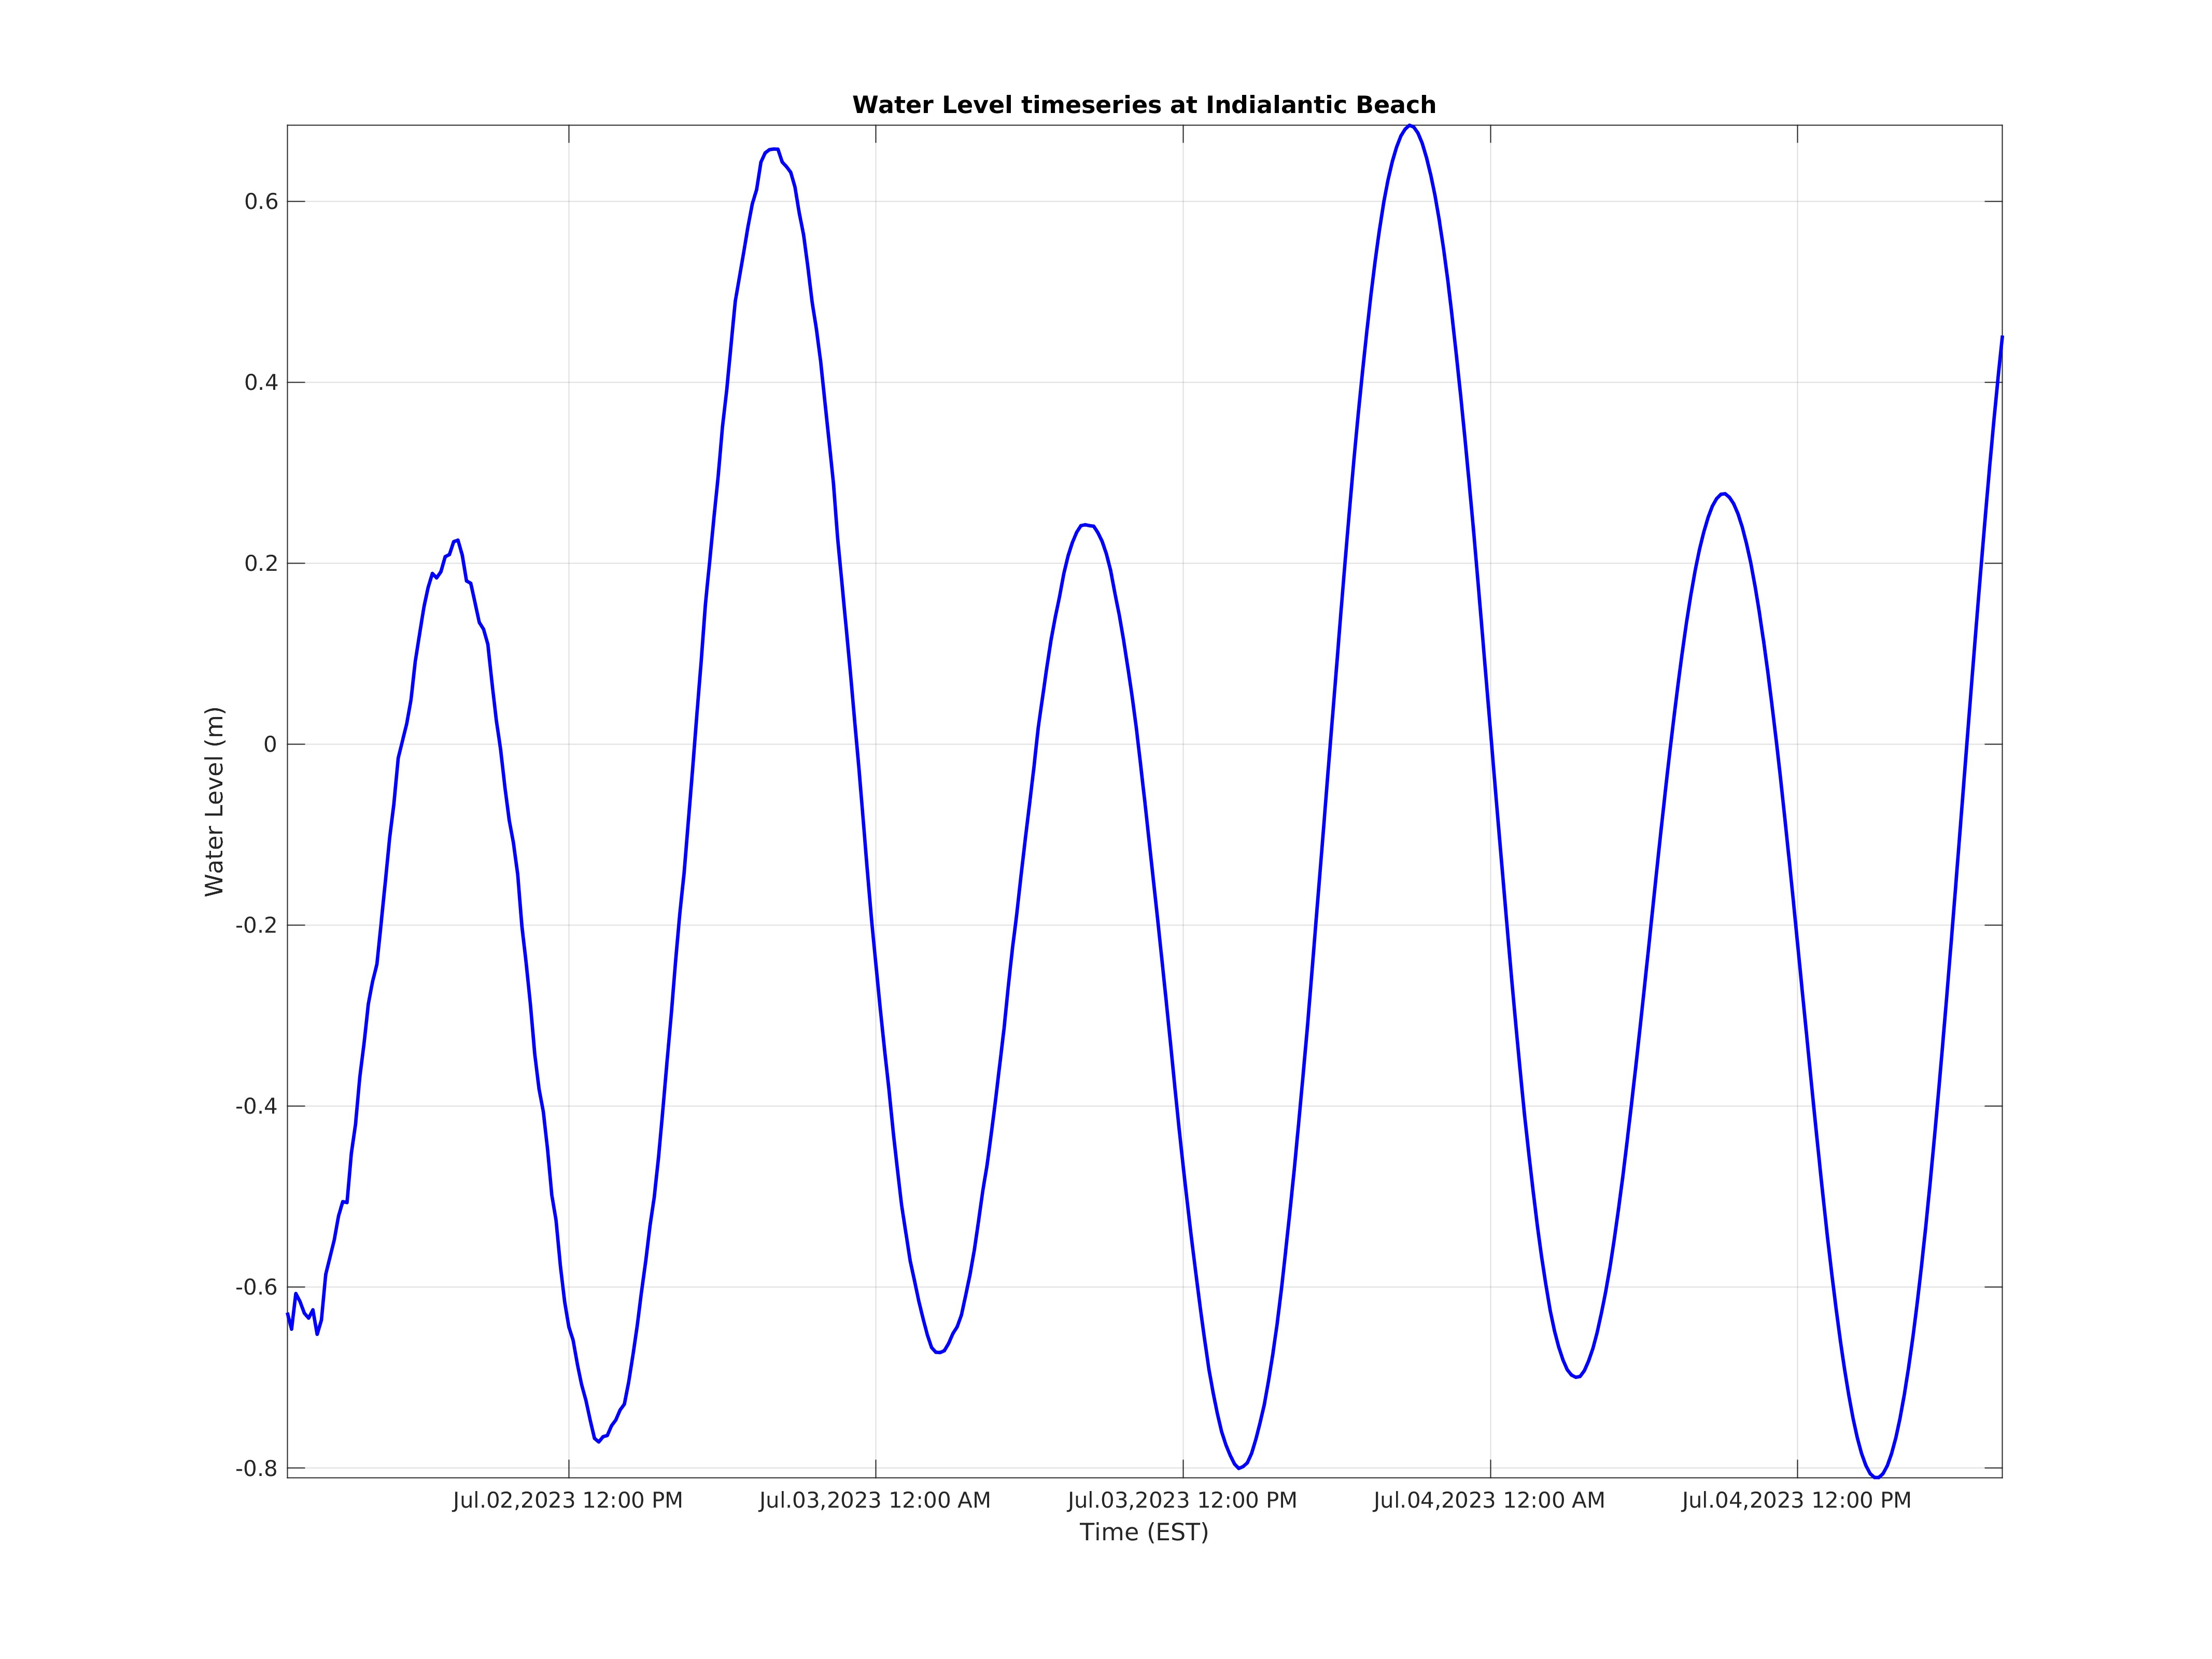 Water Level timeseries at Indialantic Beach
0.6
0.4
0.2
0
-0.2
-0.4
-0.6
-0.8
Water Level (m)
Jul.02,2023 12:00 PM
Jul.03,2023 12:00 AM
Jul.03,2023 12:00 PM
Jul.04,2023 12:00 AM
Jul.04,2023 12:00 PM
Time (EST)